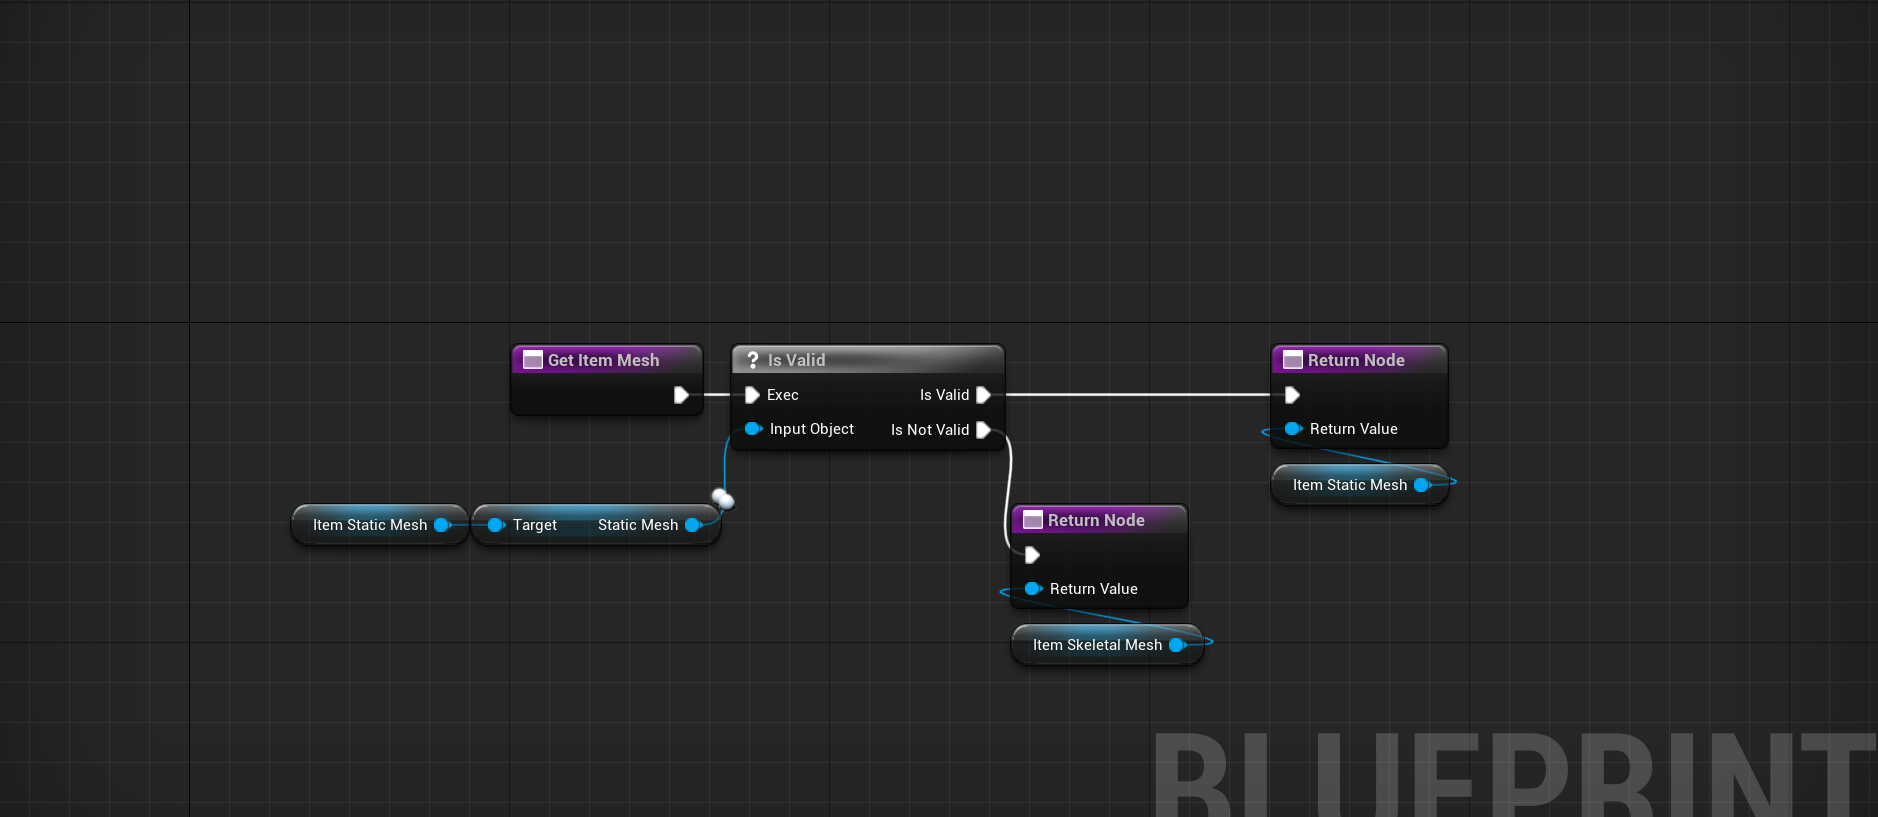 Get Item Mesh
? Is Valid
Exec
Is Valid
Input Object
Is Not Valid
Return Node
Return Value
Item Static Mesh
Item Static Mesh
Target
Static Mesh
Return Node
Return Value
Item Skeletal Mesh
BLUEPRINT